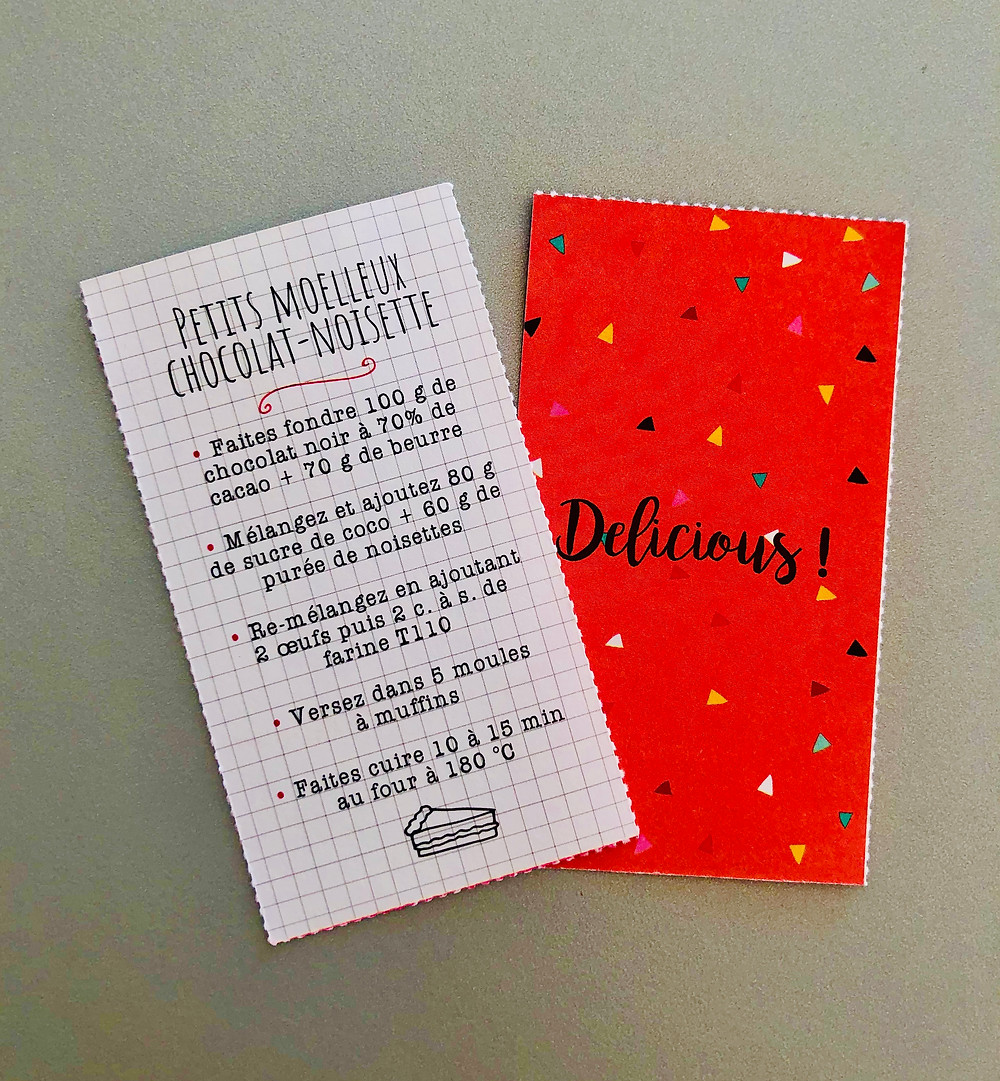 PETITS MOELLEUX
CHOCOLAT-NOISETTE
• Faites fondre 100 g de
chocolat noir à 70% de
cacao + 70 g de beurre
• Mélangez et ajoutez 80 g
de sucre de coco + 60 g de
purée de noisettes
• Re-mélangez en ajoutant
2 œufs puis 2 c. à s. de
farine T110
• Versez dans 5 moules
à muffins
• Faites cuire 10 à 15 min
au four à 180 °C
Delicious !